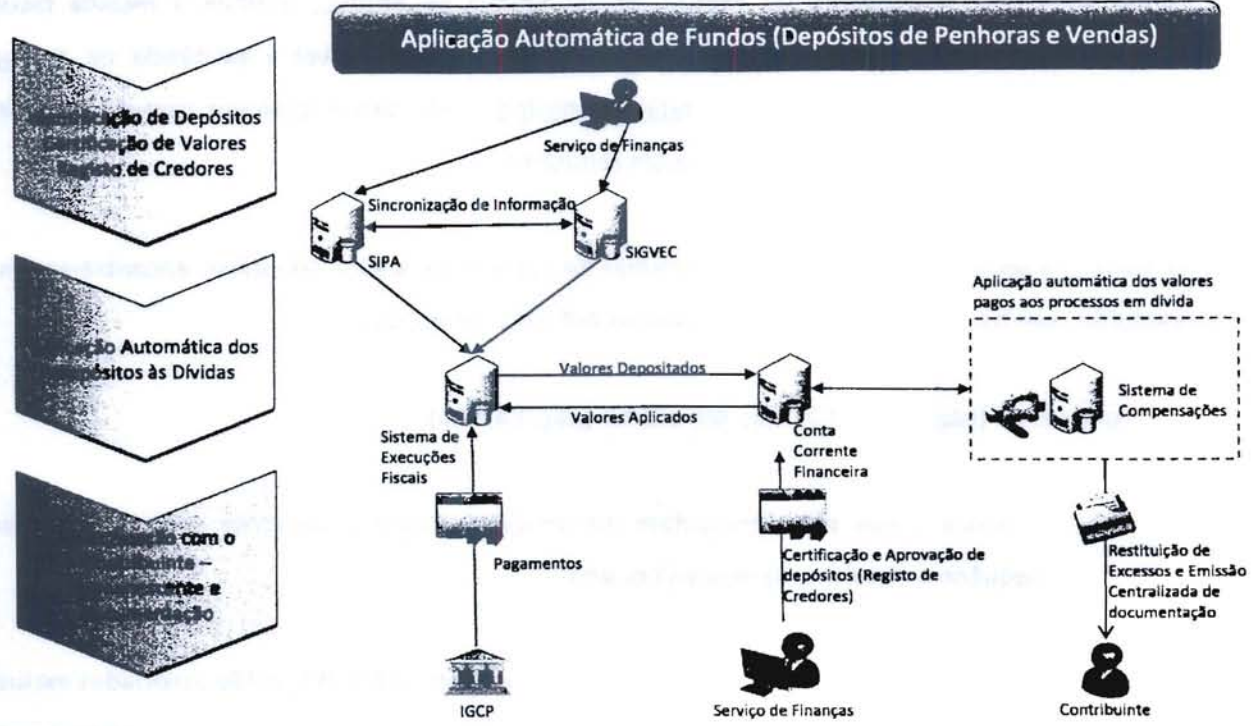 Aplicação Automática de Fundos (Depósitos de Penhoras e Vendas)
de Depósitos
de Valores
Registo de Credores
Serviço de Finanças
Sincronização de Informação
SIPA
SIGVEC
Automática dos
às Dívidas
Aplicação automática dos valores
pagos aos processos em dívida
Valores Depositados
Valores Aplicados
Sistema de
Execuções
Fiscais
Conta
Corrente
Financeira
Sistema de
Compensações
com o
e
Pagamentos
Certificação e Aprovação de
depósitos (Registo de
Credores)
Restituição de
Excessos e Emissão
Centralizada de
documentação
IGCP
Serviço de Finanças
Contribuinte